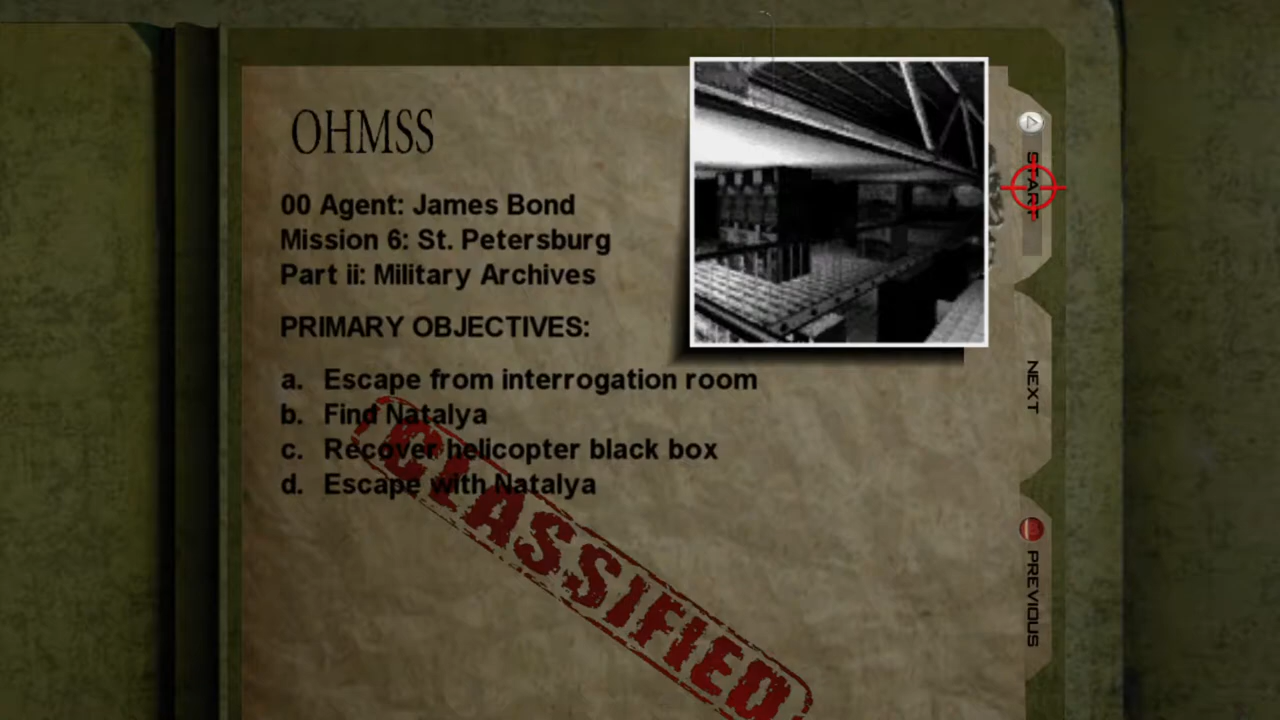 OHMSS
00 Agent: James Bond
Mission 6: St. Petersburg
Part ii: Military Archives
PRIMARY OBJECTIVES:
a. Escape from interrogation room
b. Find Natalya
c. Recover helicopter black box
d. Escape with Natalya
CLASSIFIED
START
NEXT
PREVIOUS